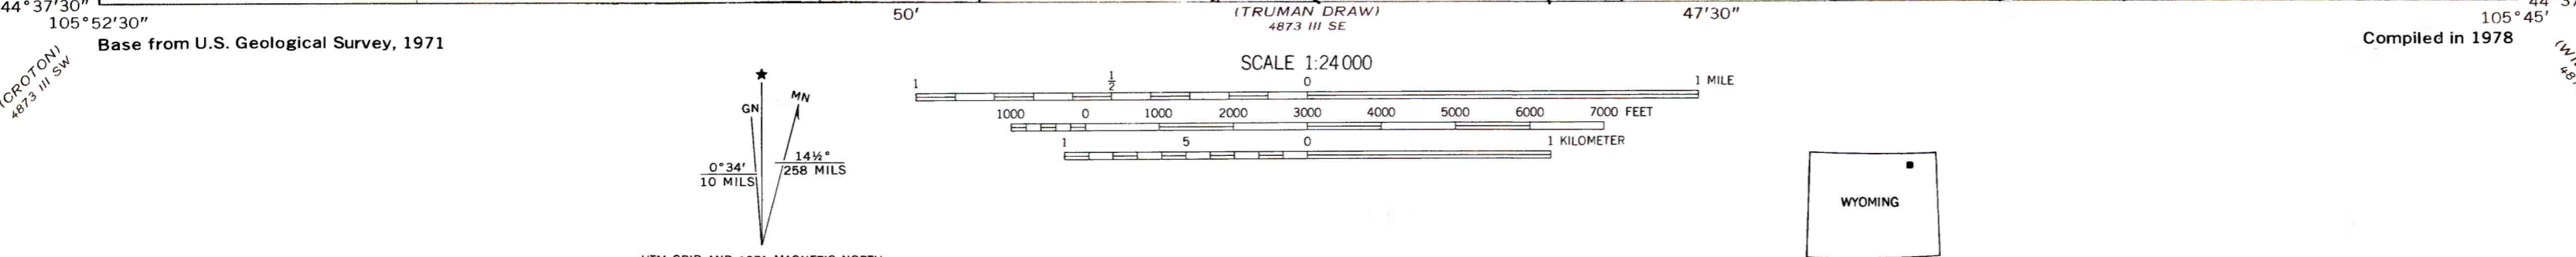 44°37'30"
105°52'30"
50'
(TRUMAN DRAW)
4873 III SE
47'30"
105°45'
(CROTON)
4873 III SW
Base from U.S. Geological Survey, 1971
Compiled in 1978
SCALE 1:24 000
1 1/2 0 1 MILE
1000 0 1000 2000 3000 4000 5000 6000 7000 FEET
1 5 0 1 KILOMETER
★
GN MN
0°34'
10 MILS
14½°
258 MILS
WYOMING